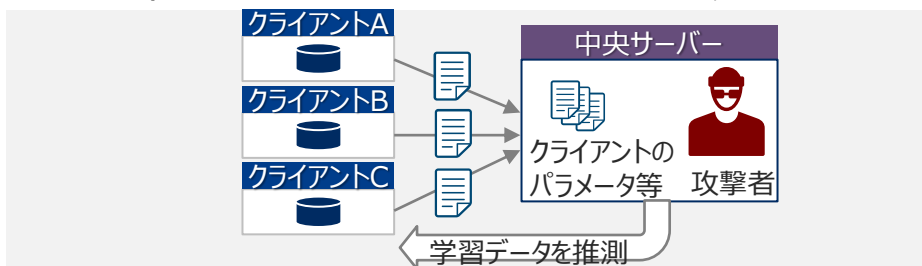 クライアントA
クライアントB
クライアントC
中央サーバー
クライアントの
パラメータ等
攻撃者
学習データを推測